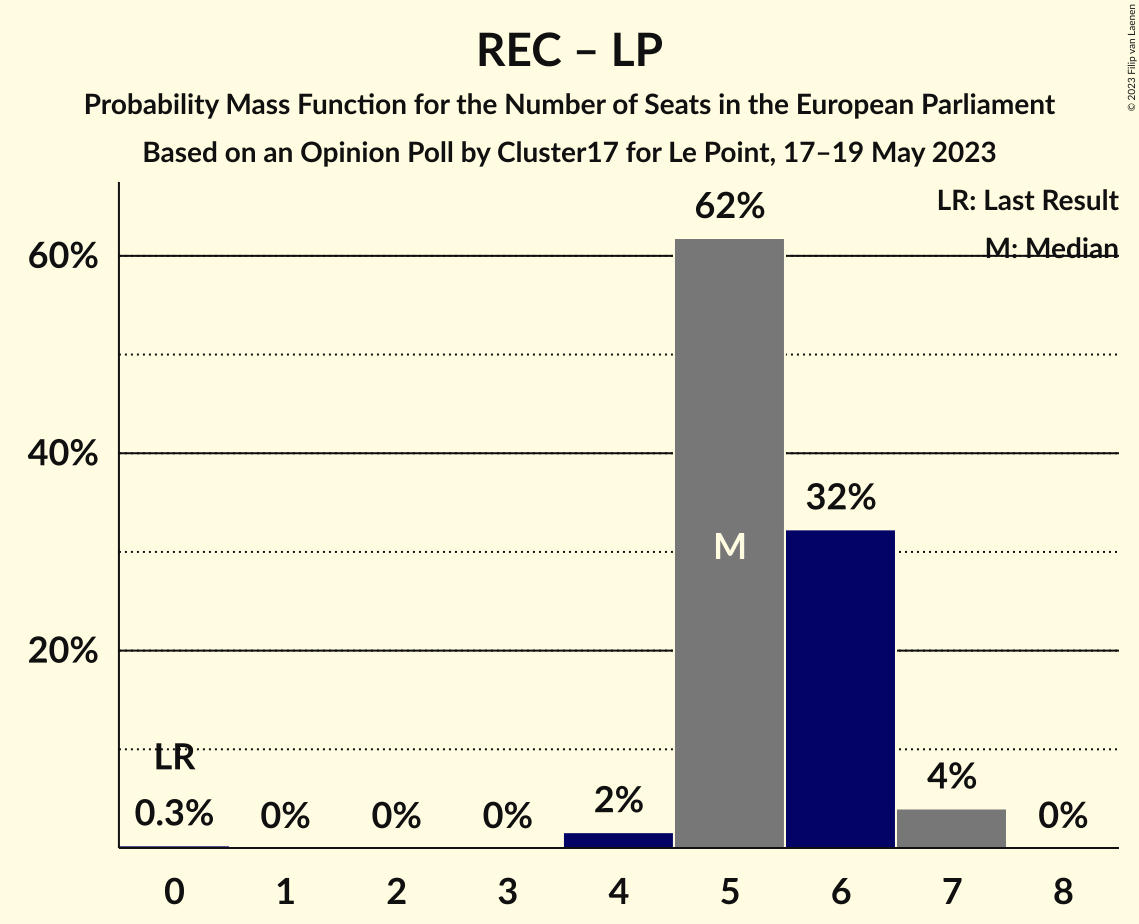 REC – LP
Probability Mass Function for the Number of Seats in the European Parliament
Based on an Opinion Poll by Cluster17 for Le Point, 17–19 May 2023
© 2023 Filip van Laenen
LR: Last Result
M: Median
60%
40%
20%
62%
32%
M
LR
0.3%
0%
0%
0%
2%
4%
0%
0 1 2 3 4 5 6 7 8